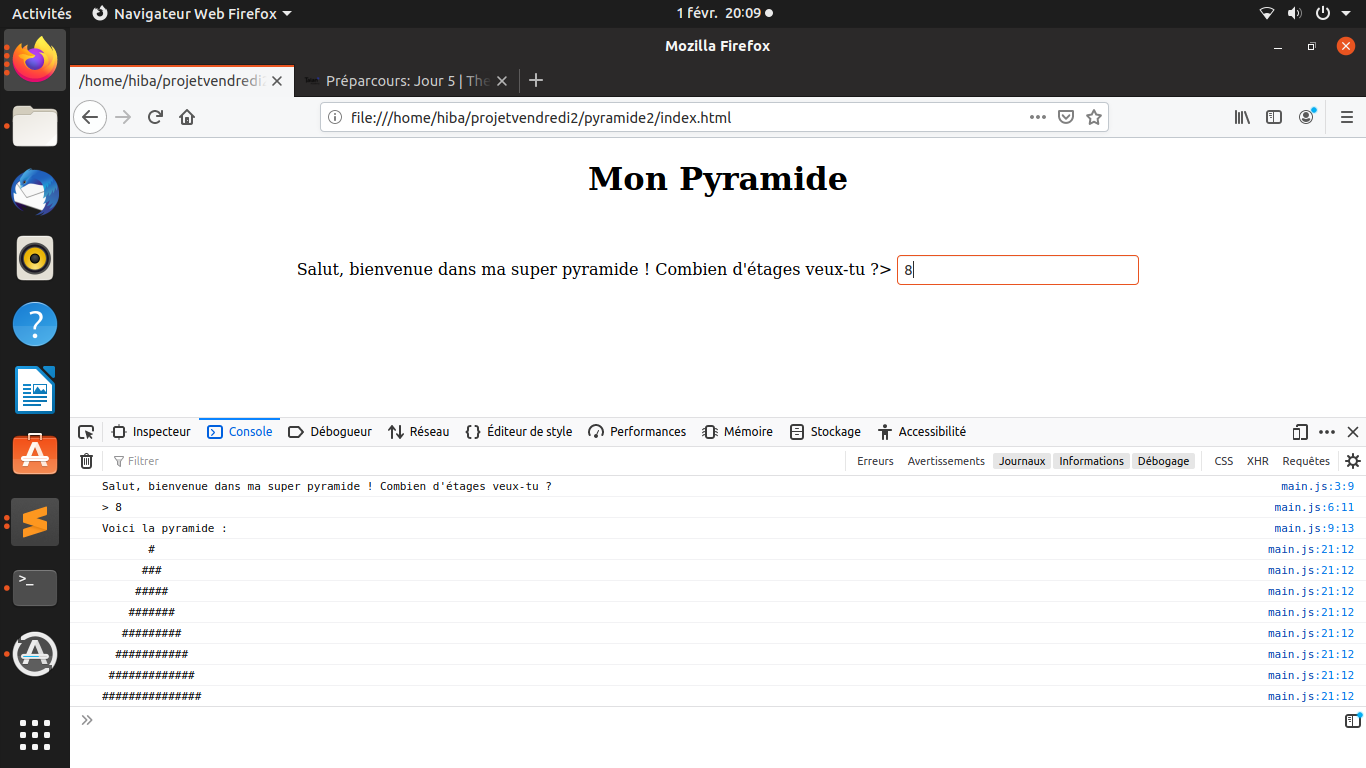 Activités Navigateur Web Firefox 1 févr. 20:09
Mozilla Firefox
/home/hiba/projetvendredi2 Préparcours: Jour 5 | The
file:///home/hiba/projetvendredi2/pyramide2/index.html
Mon Pyramide
Salut, bienvenue dans ma super pyramide ! Combien d'étages veux-tu ?> 8
Inspecteur Console Débogueur Réseau Éditeur de style Performances Mémoire Stockage Accessibilité
Filtrer Erreurs Avertissements Journaux Informations Débogage CSS XHR Requêtes
Salut, bienvenue dans ma super pyramide ! Combien d'étages veux-tu ? main.js:3:9
> 8 main.js:6:11
Voici la pyramide : main.js:9:13
# main.js:21:12
### main.js:21:12
##### main.js:21:12
####### main.js:21:12
######### main.js:21:12
########### main.js:21:12
############# main.js:21:12
############### main.js:21:12